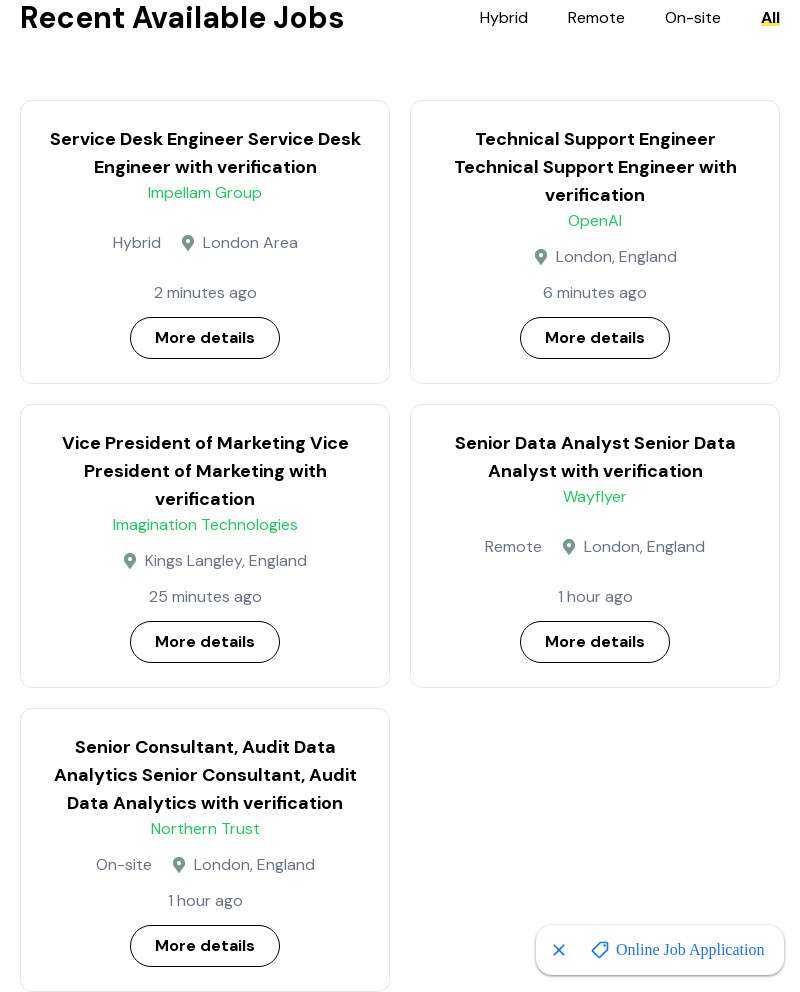 Recent Available Jobs
Hybrid Remote On-site All
Service Desk Engineer Service Desk
Engineer with verification
Impellam Group
Hybrid London Area
2 minutes ago
More details
Technical Support Engineer
Technical Support Engineer with
verification
OpenAI
London, England
6 minutes ago
More details
Vice President of Marketing Vice
President of Marketing with
verification
Imagination Technologies
Kings Langley, England
25 minutes ago
More details
Senior Data Analyst Senior Data
Analyst with verification
Wayflyer
Remote London, England
1 hour ago
More details
Senior Consultant, Audit Data
Analytics Senior Consultant, Audit
Data Analytics with verification
Northern Trust
On-site London, England
1 hour ago
More details
Online Job Application